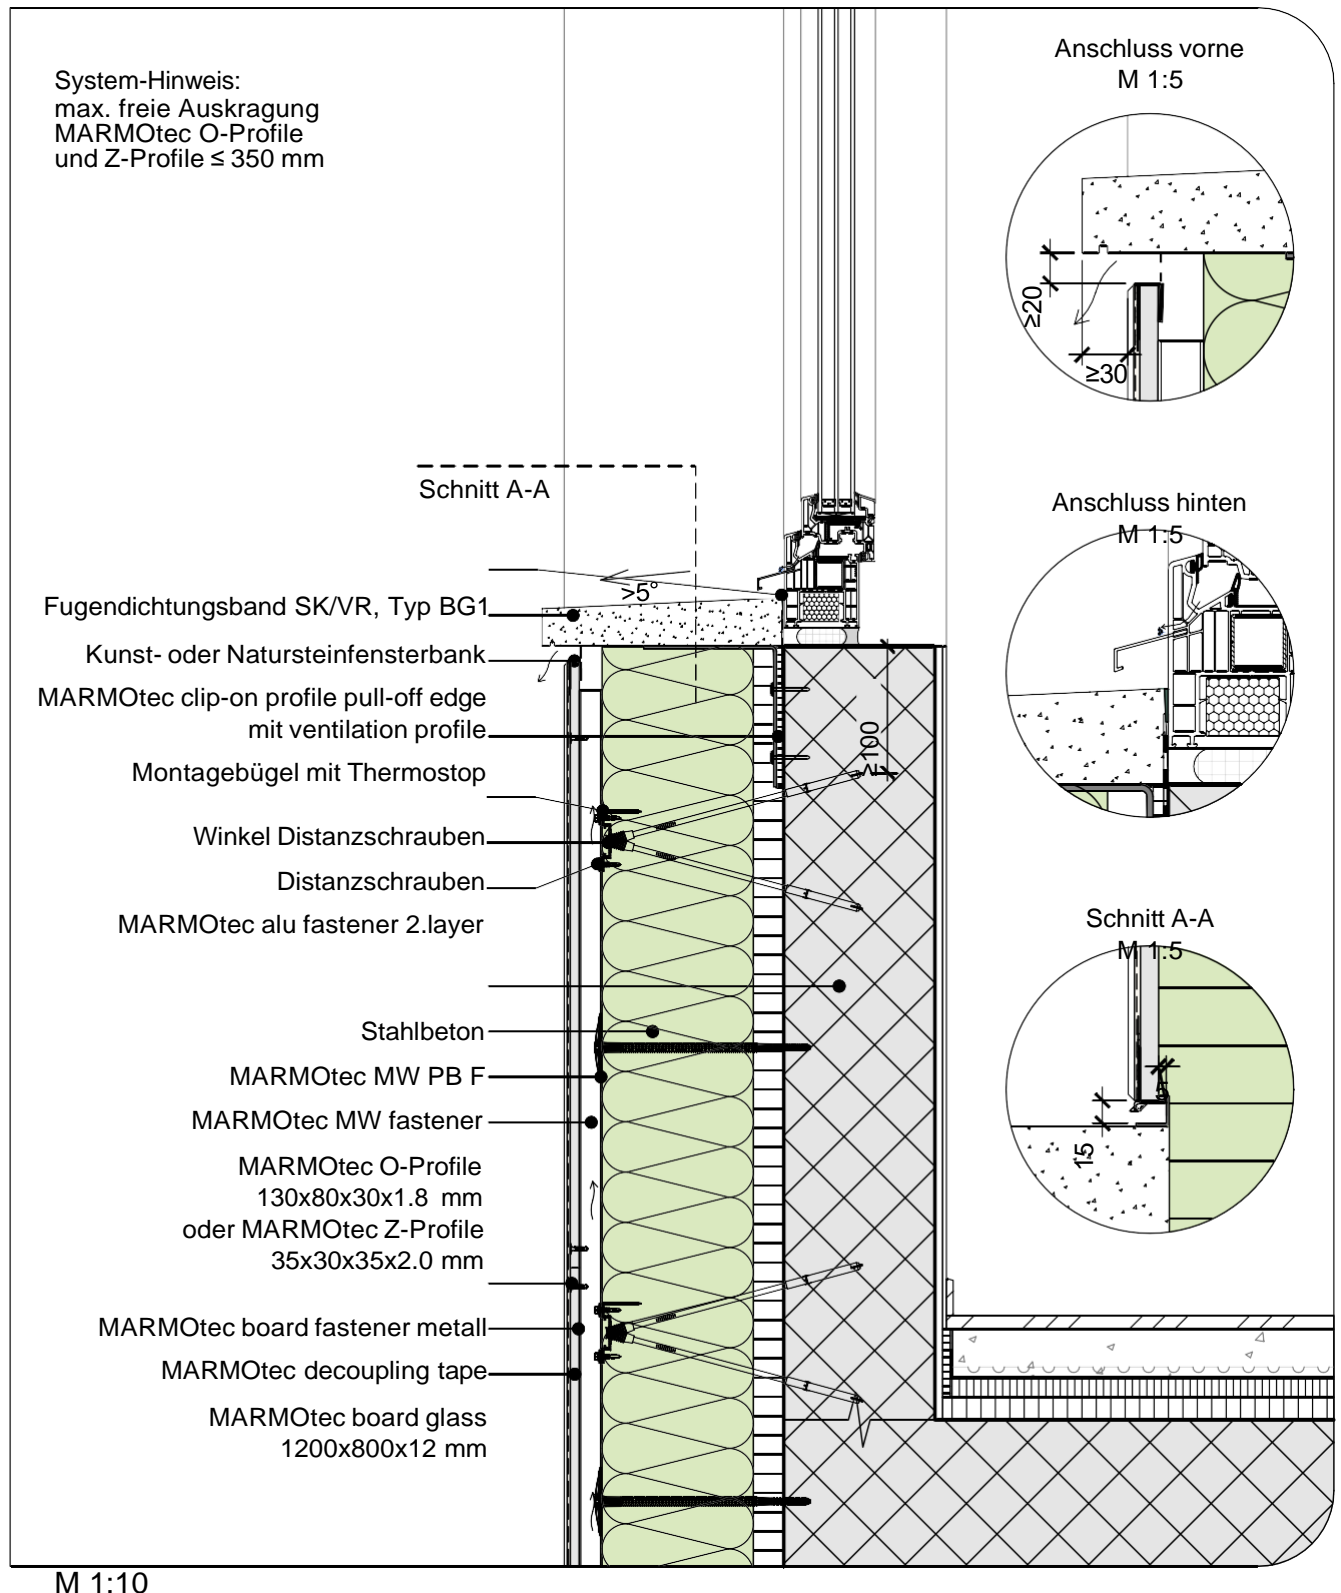 System-Hinweis:
max. freie Auskragung
MARMOtec O-Profile
und Z-Profile ≤ 350 mm
Schnitt A-A
>5°
Fugendichtungsband SK/VR, Typ BG1
Kunst- oder Natursteinfensterbank
MARMOtec clip-on profile pull-off edge
mit ventilation profile
Montagebügel mit Thermostop
Winkel Distanzschrauben
Distanzschrauben
MARMOtec alu fastener 2.layer
Stahlbeton
MARMOtec MW PB F
MARMOtec MW fastener
MARMOtec O-Profile
130x80x30x1.8 mm
oder MARMOtec Z-Profile
35x30x35x2.0 mm
MARMOtec board fastener metall
MARMOtec decoupling tape
MARMOtec board glass
1200x800x12 mm
≥100
Anschluss vorne
M 1:5
≥20
≥30
Anschluss hinten
M 1:5
Schnitt A-A
M 1:5
15
M 1:10